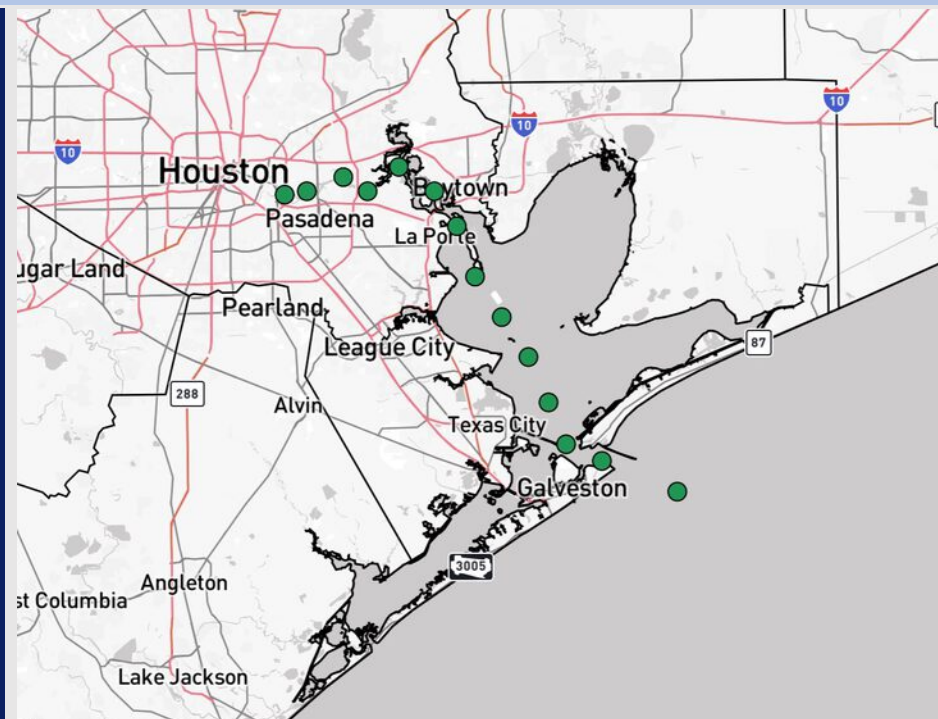 10
10
10
Houston
Baytown
Pasadena
La Porte
ugar Land
Pearland
League City
87
288
Alvin
Texas City
Galveston
3005
Angleton
st Columbia
Lake Jackson